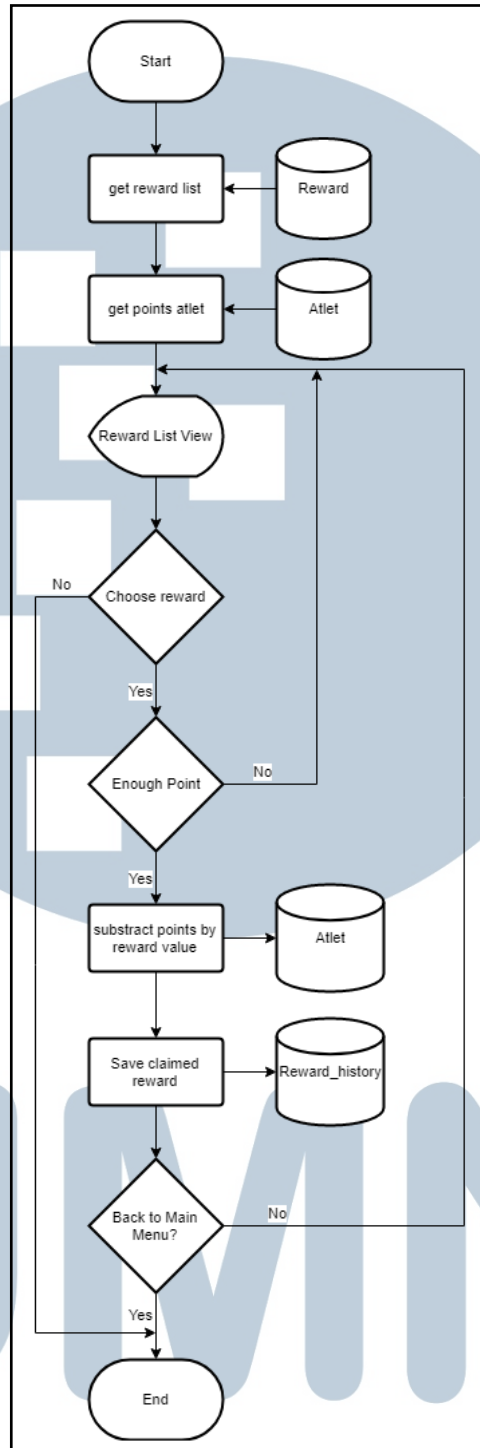 Start
get reward list
Reward
get points atlet
Atlet
Reward List View
No
Choose reward
Yes
Enough Point
No
Yes
substract points by
reward value
Atlet
Save claimed
reward
Reward_history
Back to Main
Menu?
No
Yes
End